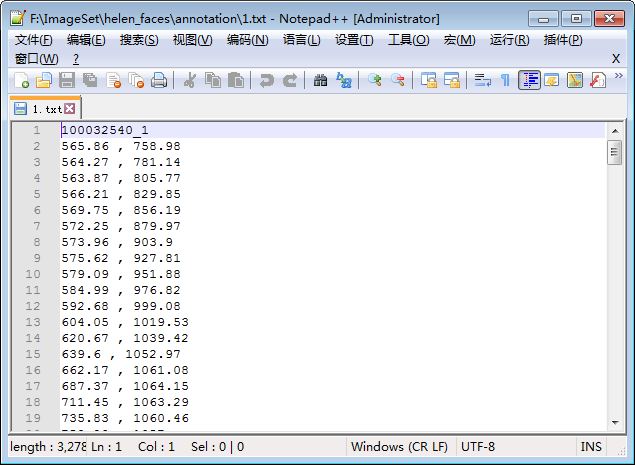 F:\ImageSet\helen_faces\annotation\1.txt - Notepad++ [Administrator]
文件(F) 编辑(E) 搜索(S) 视图(V) 编码(N) 语言(L) 设置(T) 工具(O) 宏(M) 运行(R) 插件(P)
窗口(W) ? X
1.txt
1 100032540_1
2 565.86 , 758.98
3 564.27 , 781.14
4 563.87 , 805.77
5 566.21 , 829.85
6 569.75 , 856.19
7 572.25 , 879.97
8 573.96 , 903.9
9 575.62 , 927.81
10 579.09 , 951.88
11 584.99 , 976.82
12 592.68 , 999.08
13 604.05 , 1019.53
14 620.67 , 1039.42
15 639.6 , 1052.97
16 662.17 , 1061.08
17 687.37 , 1064.15
18 711.45 , 1063.29
19 735.83 , 1060.46
length : 3,278 Ln : 1 Col : 1 Sel : 0 | 0 Windows (CR LF) UTF-8 INS